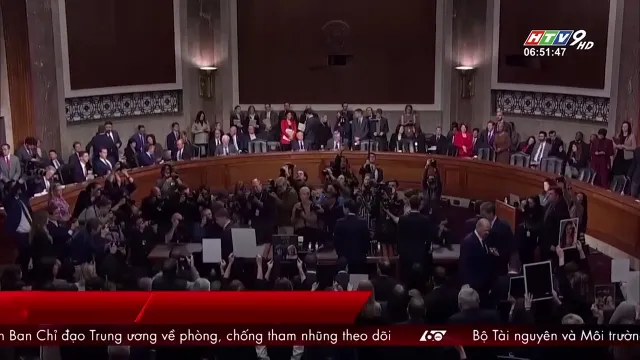 HTV9 HD
06:51:47
n Ban Chỉ đạo Trung ương về phòng, chống tham nhũng theo dõi 60 Bộ Tài nguyên và Môi trườn